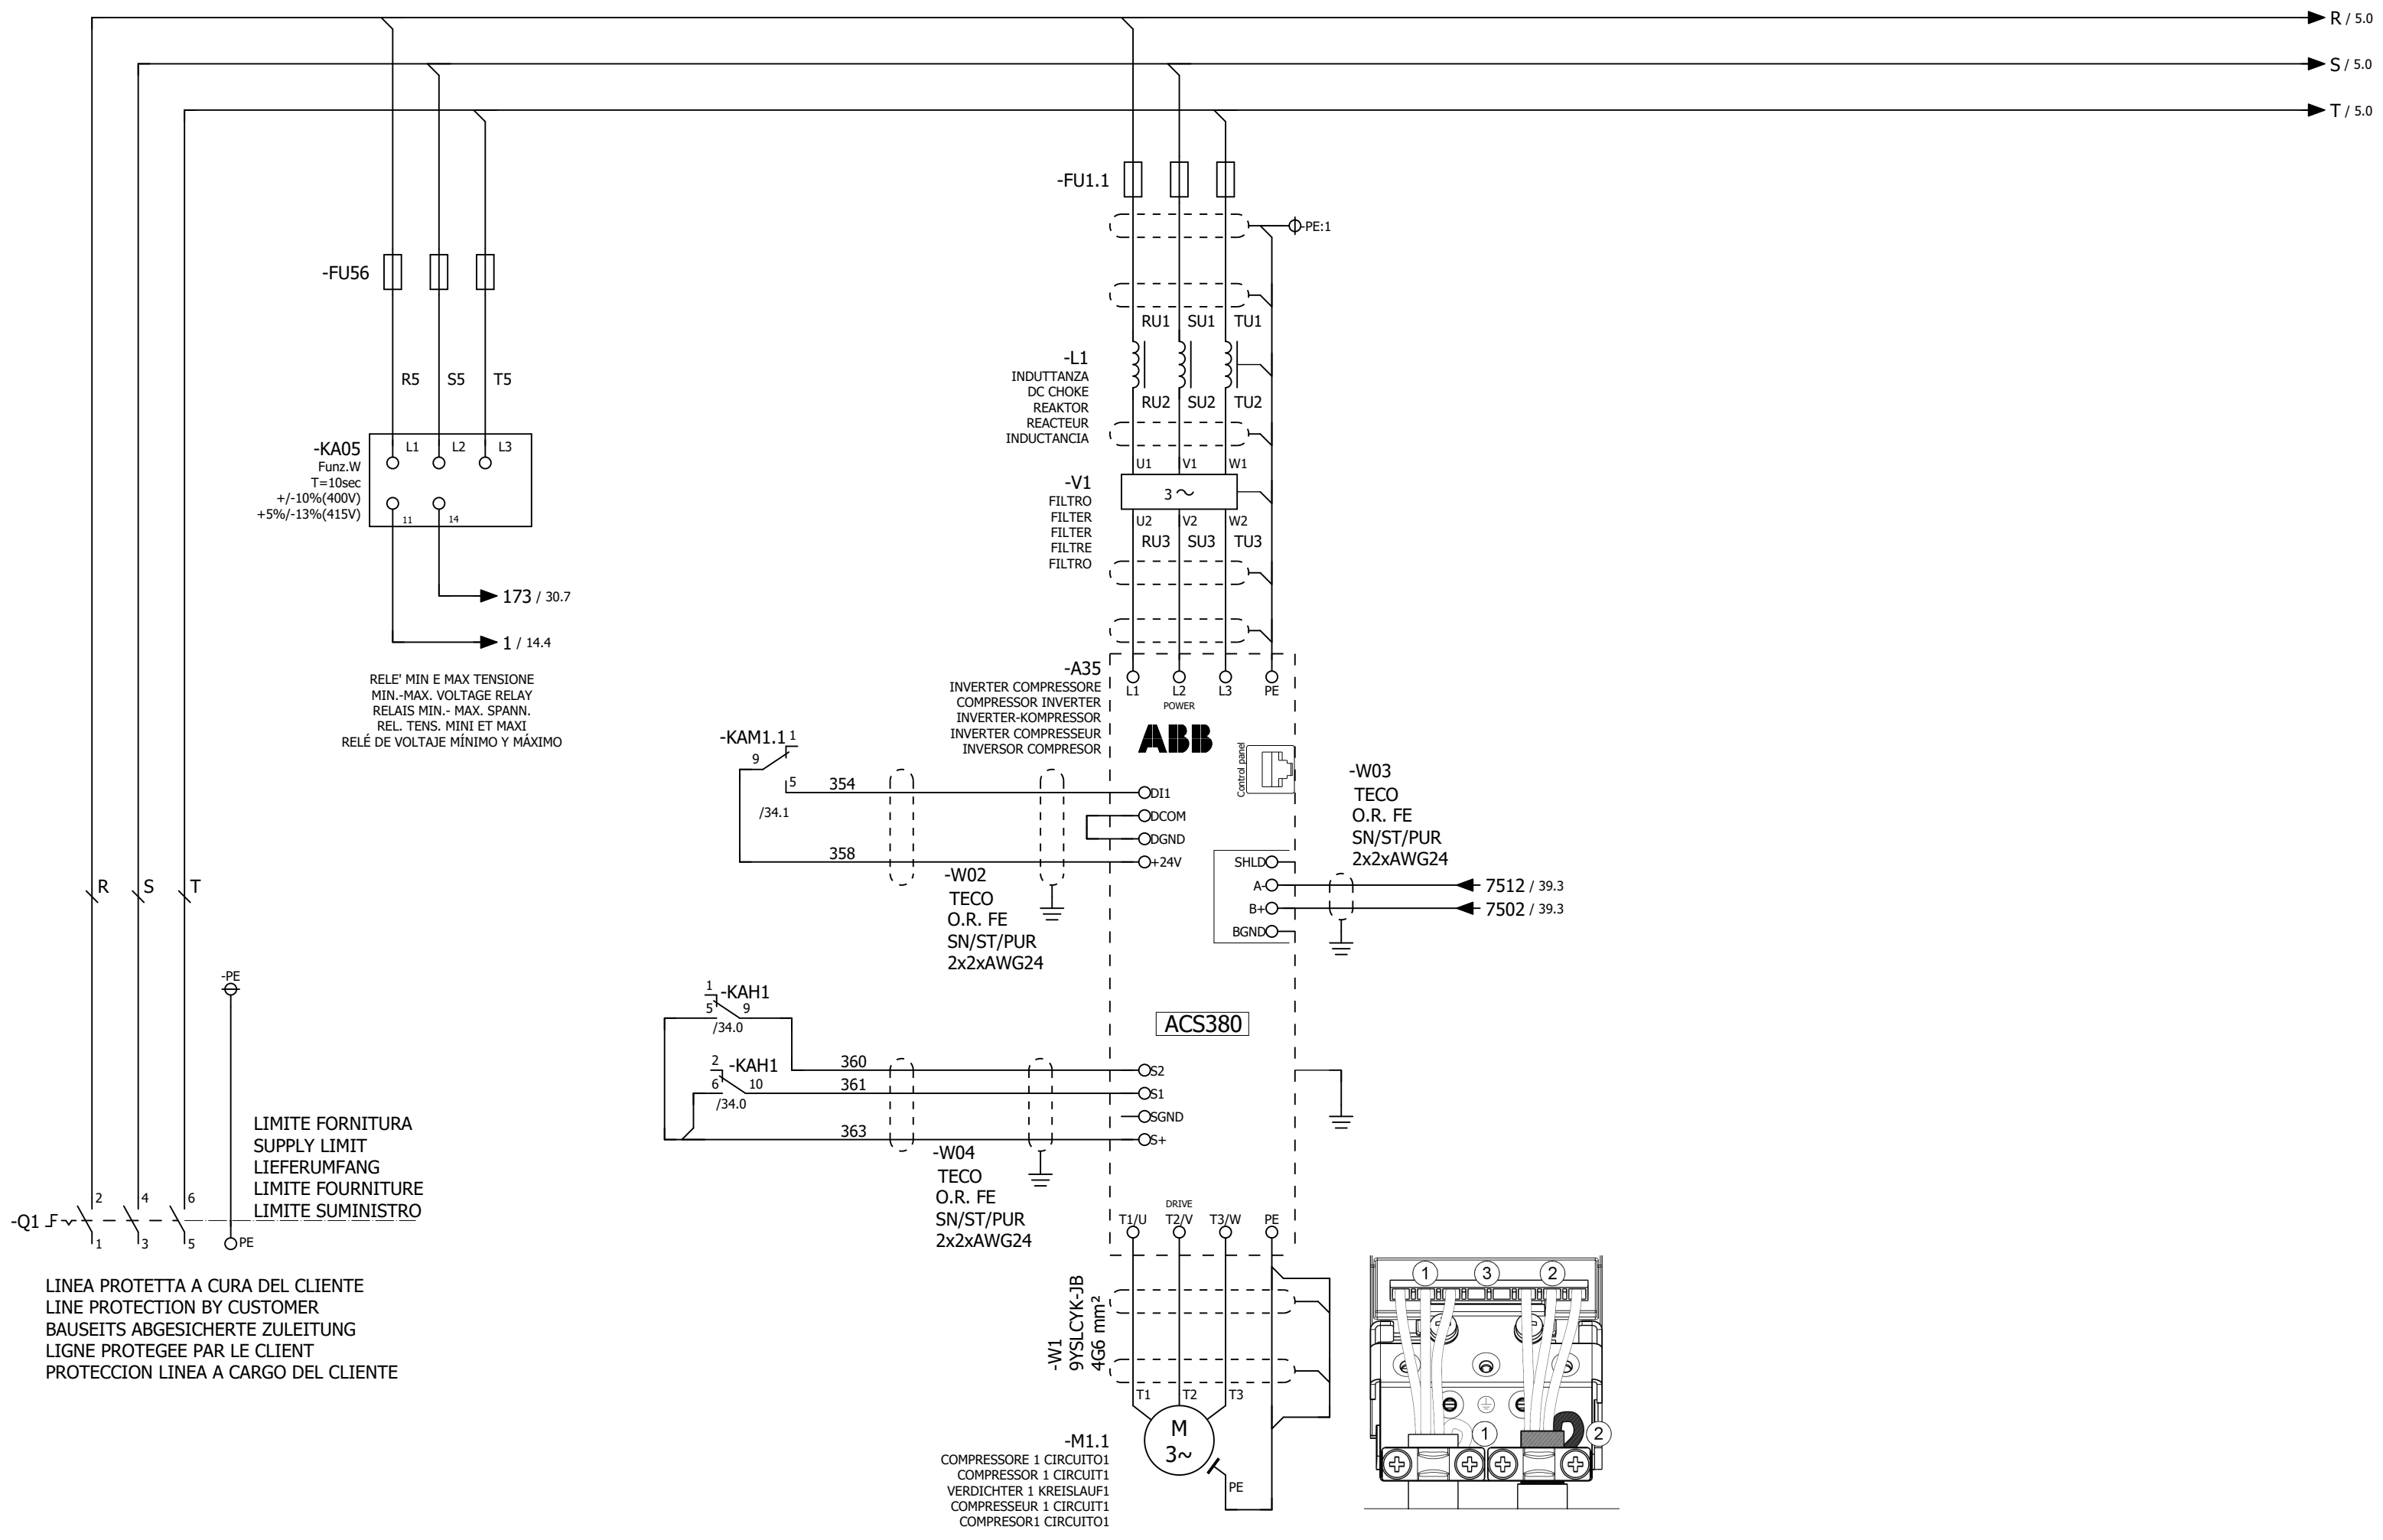 R / 5.0
S / 5.0
T / 5.0
-FU1.1
-PE:1
-FU56
RU1 SU1 TU1
-L1
INDUTTANZA
DC CHOKE
REAKTOR
REACTEUR
INDUCTANCIA
RU2 SU2 TU2
R5 S5 T5
-KA05
Funz.W
T=10sec
+/-10%(400V)
+5%/-13%(415V)
L1 L2 L3
11 14
U1 V1 W1
-V1
FILTRO
FILTER
FILTER
FILTRE
FILTRO
3 ~
U2 V2 W2
RU3 SU3 TU3
173 / 30.7
1 / 14.4
RELE' MIN E MAX TENSIONE
MIN.-MAX. VOLTAGE RELAY
RELAIS MIN.- MAX. SPANN.
REL. TENS. MINI ET MAXI
RELÉ DE VOLTAJE MÍNIMO Y MÁXIMO
-A35
INVERTER COMPRESSORE
COMPRESSOR INVERTER
INVERTER-KOMPRESSOR
INVERTER COMPRESSEUR
INVERSOR COMPRESOR
L1 L2 L3 PE
POWER
ABB
Control panel
-KAM1.1 1
9
5
/34.1
354
358
DI1
DCOM
DGND
+24V
-W02
TECO
O.R. FE
SN/ST/PUR
2x2xAWG24
-W03
TECO
O.R. FE
SN/ST/PUR
2x2xAWG24
SHLD
A-
B+
BGND
7512 / 39.3
7502 / 39.3
R S T
-PE
1 -KAH1
5 9
/34.0
2 -KAH1
6 10
/34.0
ACS380
360
361
363
S2
S1
SGND
S+
-W04
TECO
O.R. FE
SN/ST/PUR
2x2xAWG24
LIMITE FORNITURA
SUPPLY LIMIT
LIEFERUMFANG
LIMITE FOURNITURE
LIMITE SUMINISTRO
2 4 6
-Q1
1 3 5 PE
LINEA PROTETTA A CURA DEL CLIENTE
LINE PROTECTION BY CUSTOMER
BAUSEITS ABGESICHERTE ZULEITUNG
LIGNE PROTEGEE PAR LE CLIENT
PROTECCION LINEA A CARGO DEL CLIENTE
DRIVE
T1/U T2/V T3/W PE
-W1
9YSLCYK-JB
4G6 mm²
T1 T2 T3
M
3~
PE
-M1.1
COMPRESSORE 1 CIRCUITO1
COMPRESSOR 1 CIRCUIT1
VERDICHTER 1 KREISLAUF1
COMPRESSEUR 1 CIRCUIT1
COMPRESOR1 CIRCUITO1
1 3 2
1 2